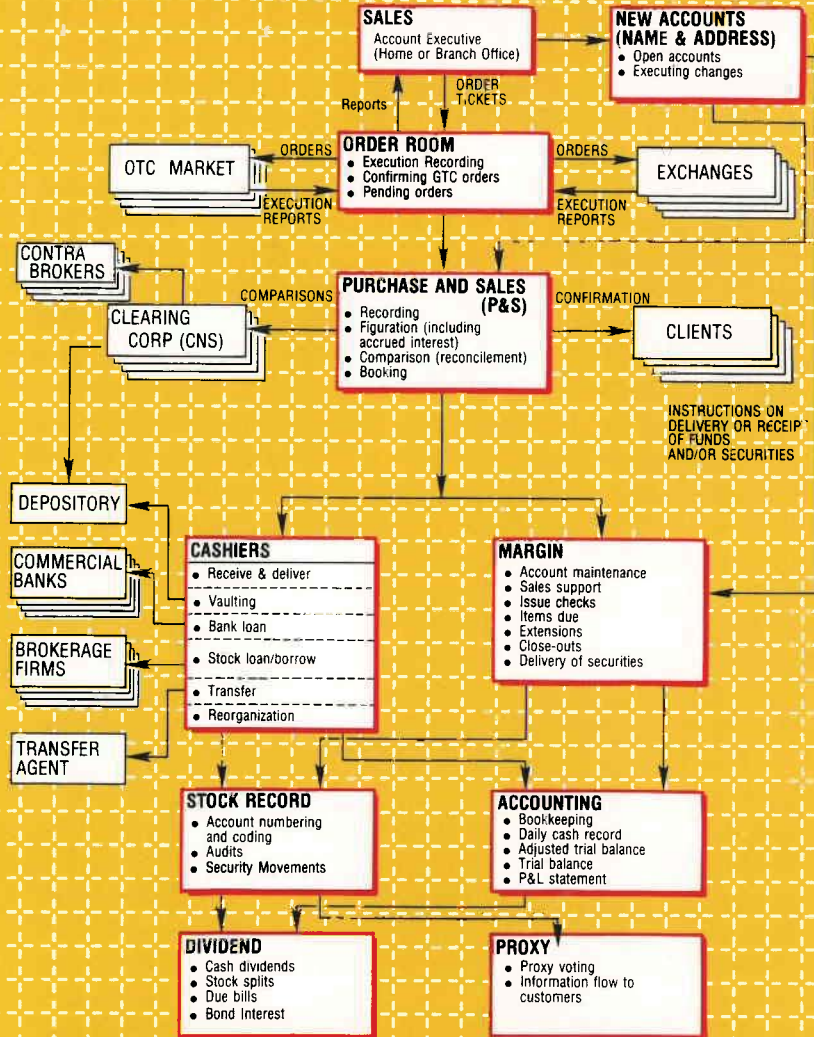 SALES
Account Executive
(Home or Branch Office)
NEW ACCOUNTS
(NAME & ADDRESS)
• Open accounts
• Executing changes
Reports
ORDER
TICKETS
ORDER ROOM
• Execution Recording
• Confirming GTC orders
• Pending orders
ORDERS
ORDERS
OTC MARKET
EXCHANGES
EXECUTION
REPORTS
EXECUTION
REPORTS
CONTRA
BROKERS
CLEARING
CORP (CNS)
COMPARISONS
PURCHASE AND SALES
(P&S)
• Recording
• Figuration (including
accrued interest)
• Comparison (reconcilement)
• Booking
CONFIRMATION
CLIENTS
INSTRUCTIONS ON
DELIVERY OR RECEIPT
OF FUNDS
AND/OR SECURITIES
DEPOSITORY
COMMERCIAL
BANKS
BROKERAGE
FIRMS
TRANSFER
AGENT
CASHIERS
• Receive & deliver
• Vaulting
• Bank loan
• Stock loan/borrow
• Transfer
• Reorganization
MARGIN
• Account maintenance
• Sales support
• Issue checks
• Items due
• Extensions
• Close-outs
• Delivery of securities
STOCK RECORD
• Account numbering
and coding
• Audits
• Security Movements
ACCOUNTING
• Bookkeeping
• Daily cash record
• Adjusted trial balance
• Trial balance
• P&L statement
DIVIDEND
• Cash dividends
• Stock splits
• Due bills
• Bond Interest
PROXY
• Proxy voting
• Information flow to
customers